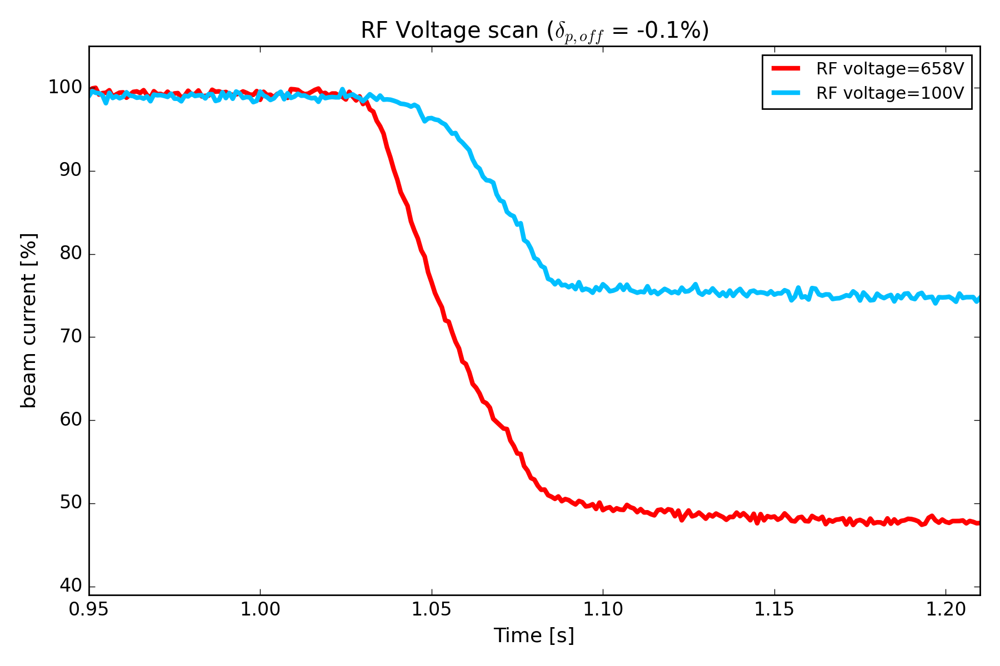 RF Voltage scan (δp,off = -0.1%)
RF voltage=658V
RF voltage=100V
beam current [%]
100
90
80
70
60
50
40
0.95 1.00 1.05 1.10 1.15 1.20
Time [s]